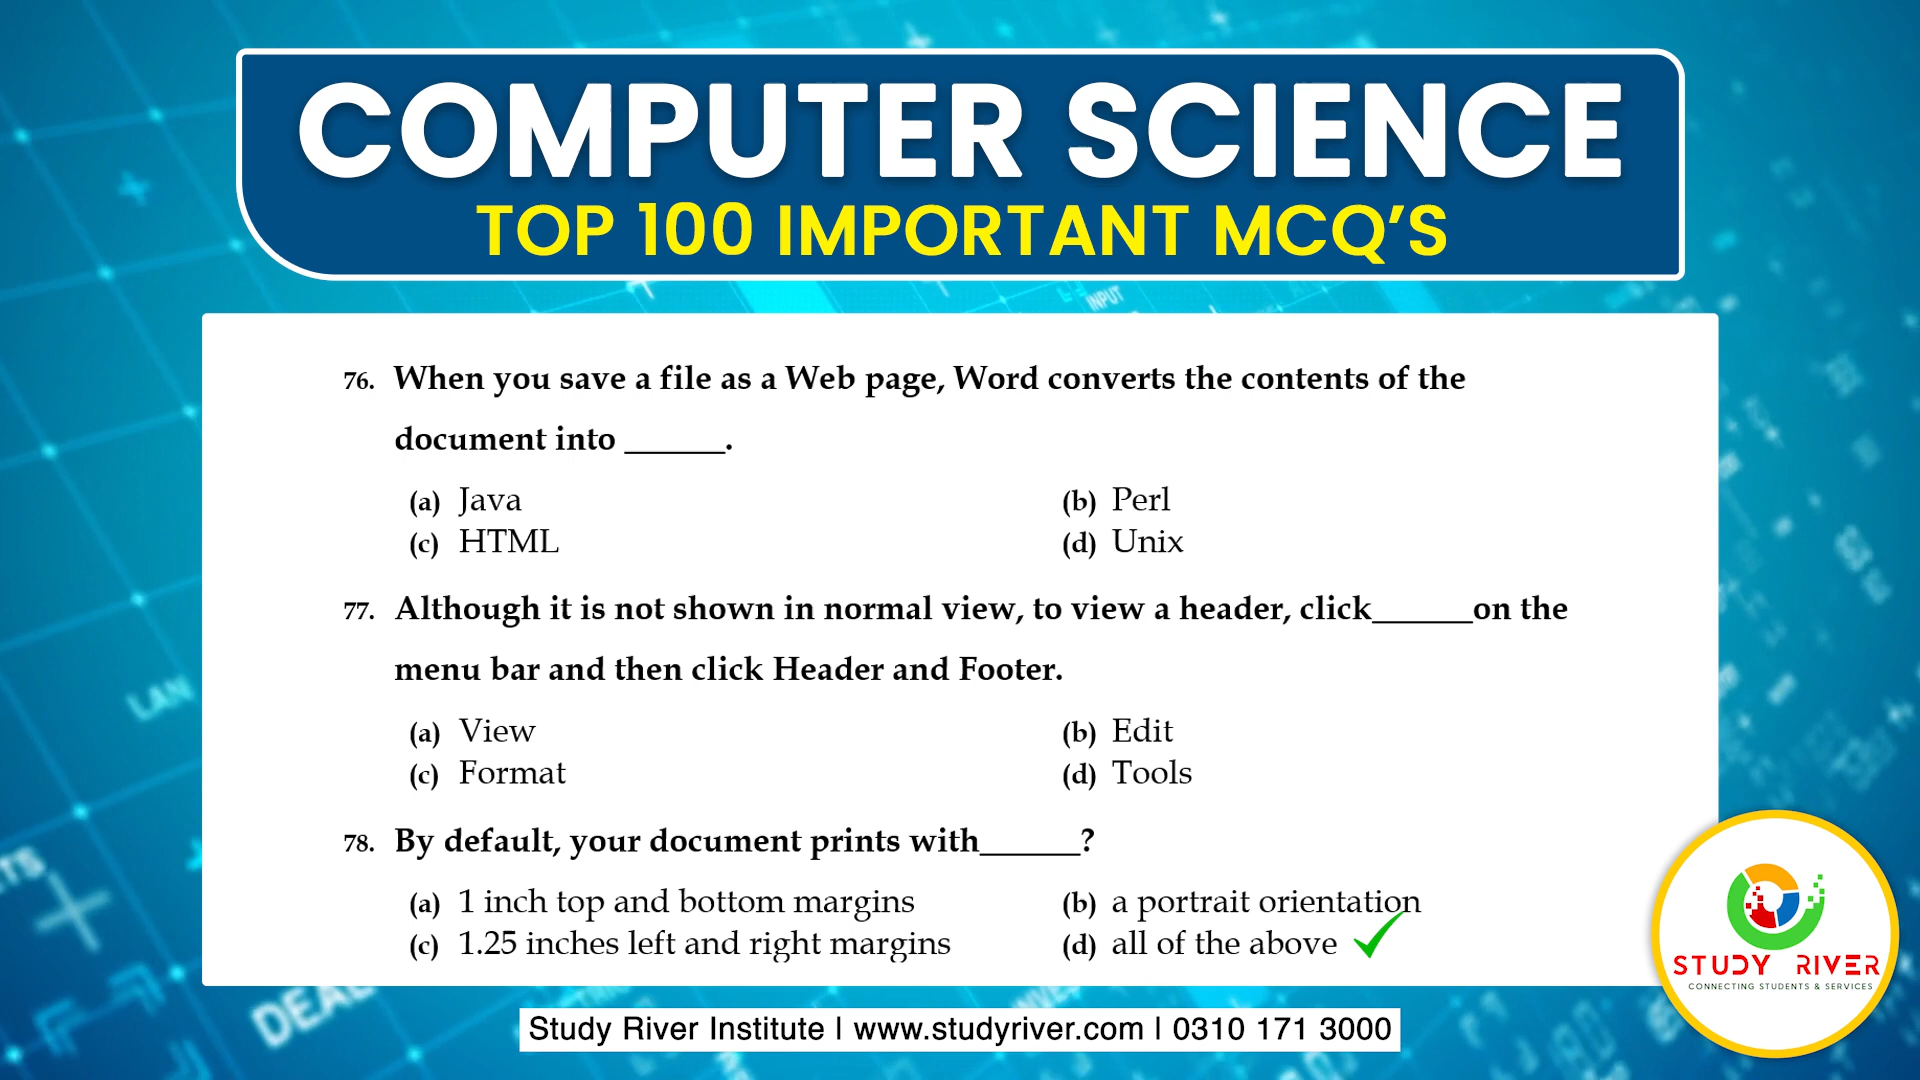 COMPUTER SCIENCE
TOP 100 IMPORTANT MCQ'S
INPUT
76. When you save a file as a Web page, Word converts the contents of the
document into ______.
(a) Java (b) Perl
(c) HTML (d) Unix
77. Although it is not shown in normal view, to view a header, click______on the
menu bar and then click Header and Footer.
LAN
(a) View (b) Edit
(c) Format (d) Tools
78. By default, your document prints with______?
(a) 1 inch top and bottom margins (b) a portrait orientation
(c) 1.25 inches left and right margins (d) all of the above
STUDY RIVER
CONNECTING STUDENTS & SERVICES
Study River Institute | www.studyriver.com | 0310 171 3000